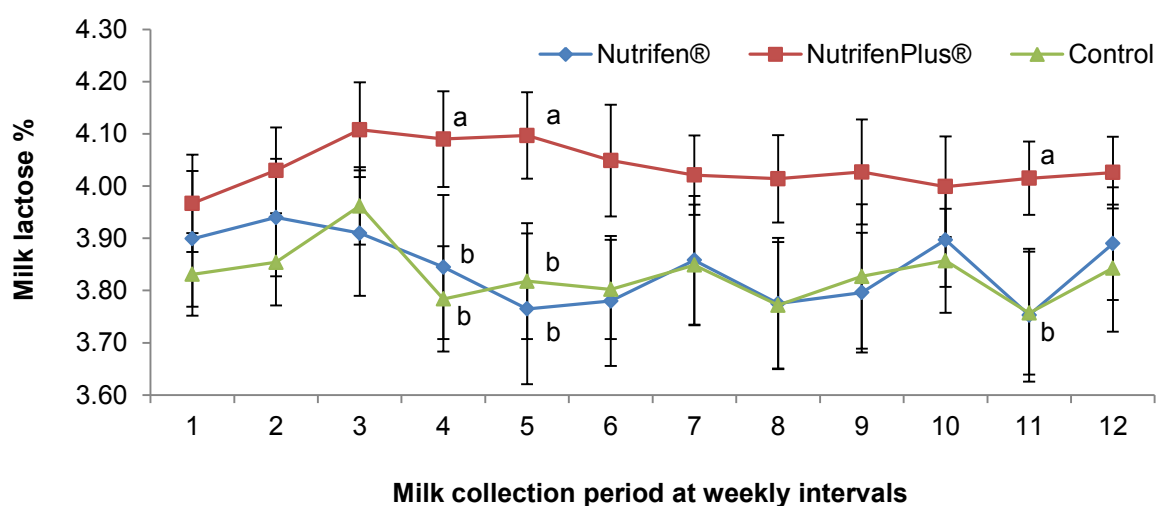 Nutrifen® NutrifenPlus® Control
Milk lactose %
4.30
4.20
4.10
4.00
3.90
3.80
3.70
3.60
a
a
a
b
b
b
b
b
1 2 3 4 5 6 7 8 9 10 11 12
Milk collection period at weekly intervals